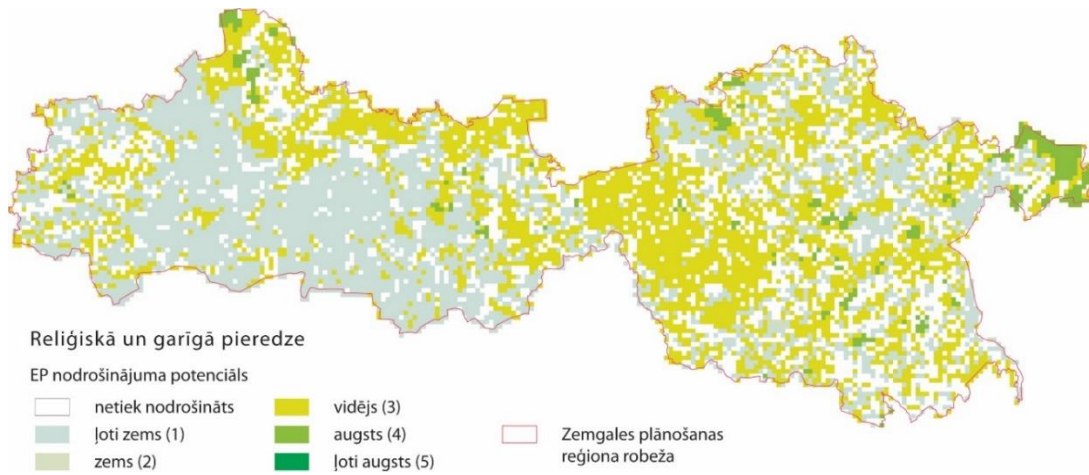 Reliģiskā un garīgā pieredze
EP nodrošinājuma potenciāls
netiek nodrošināts
ļoti zems (1)
zems (2)
vidējs (3)
augsts (4)
ļoti augsts (5)
Zemgales plānošanas
reģiona robeža